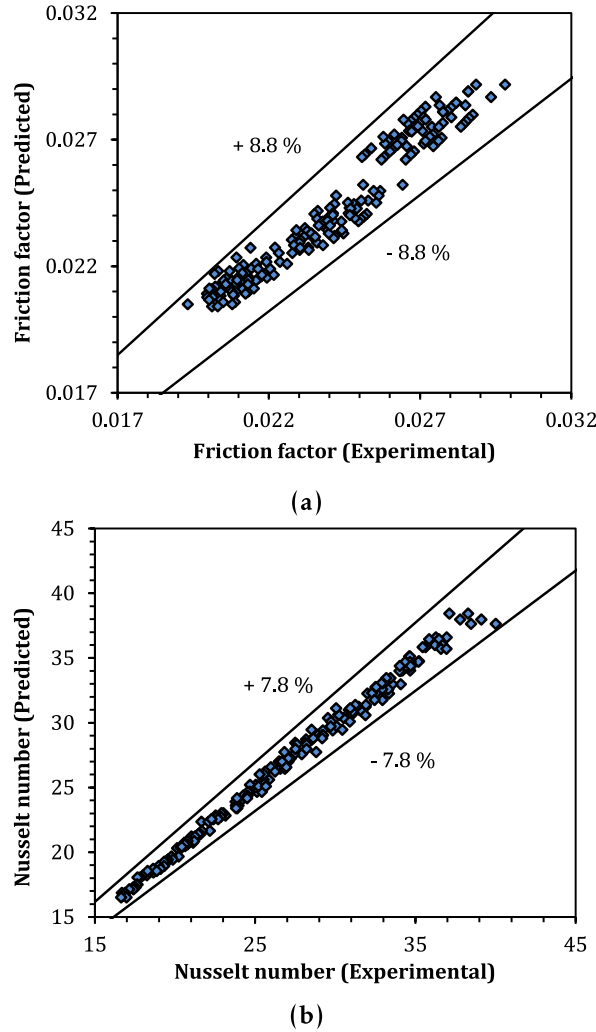 0.032
Friction factor (Predicted)
0.027
+ 8.8 %
- 8.8 %
0.022
0.017
0.017 0.022 0.027 0.032
Friction factor (Experimental)
(a)
45
40
Nusselt number (Predicted)
35
+ 7.8 %
30
- 7.8 %
25
20
15
15 25 35 45
Nusselt number (Experimental)
(b)